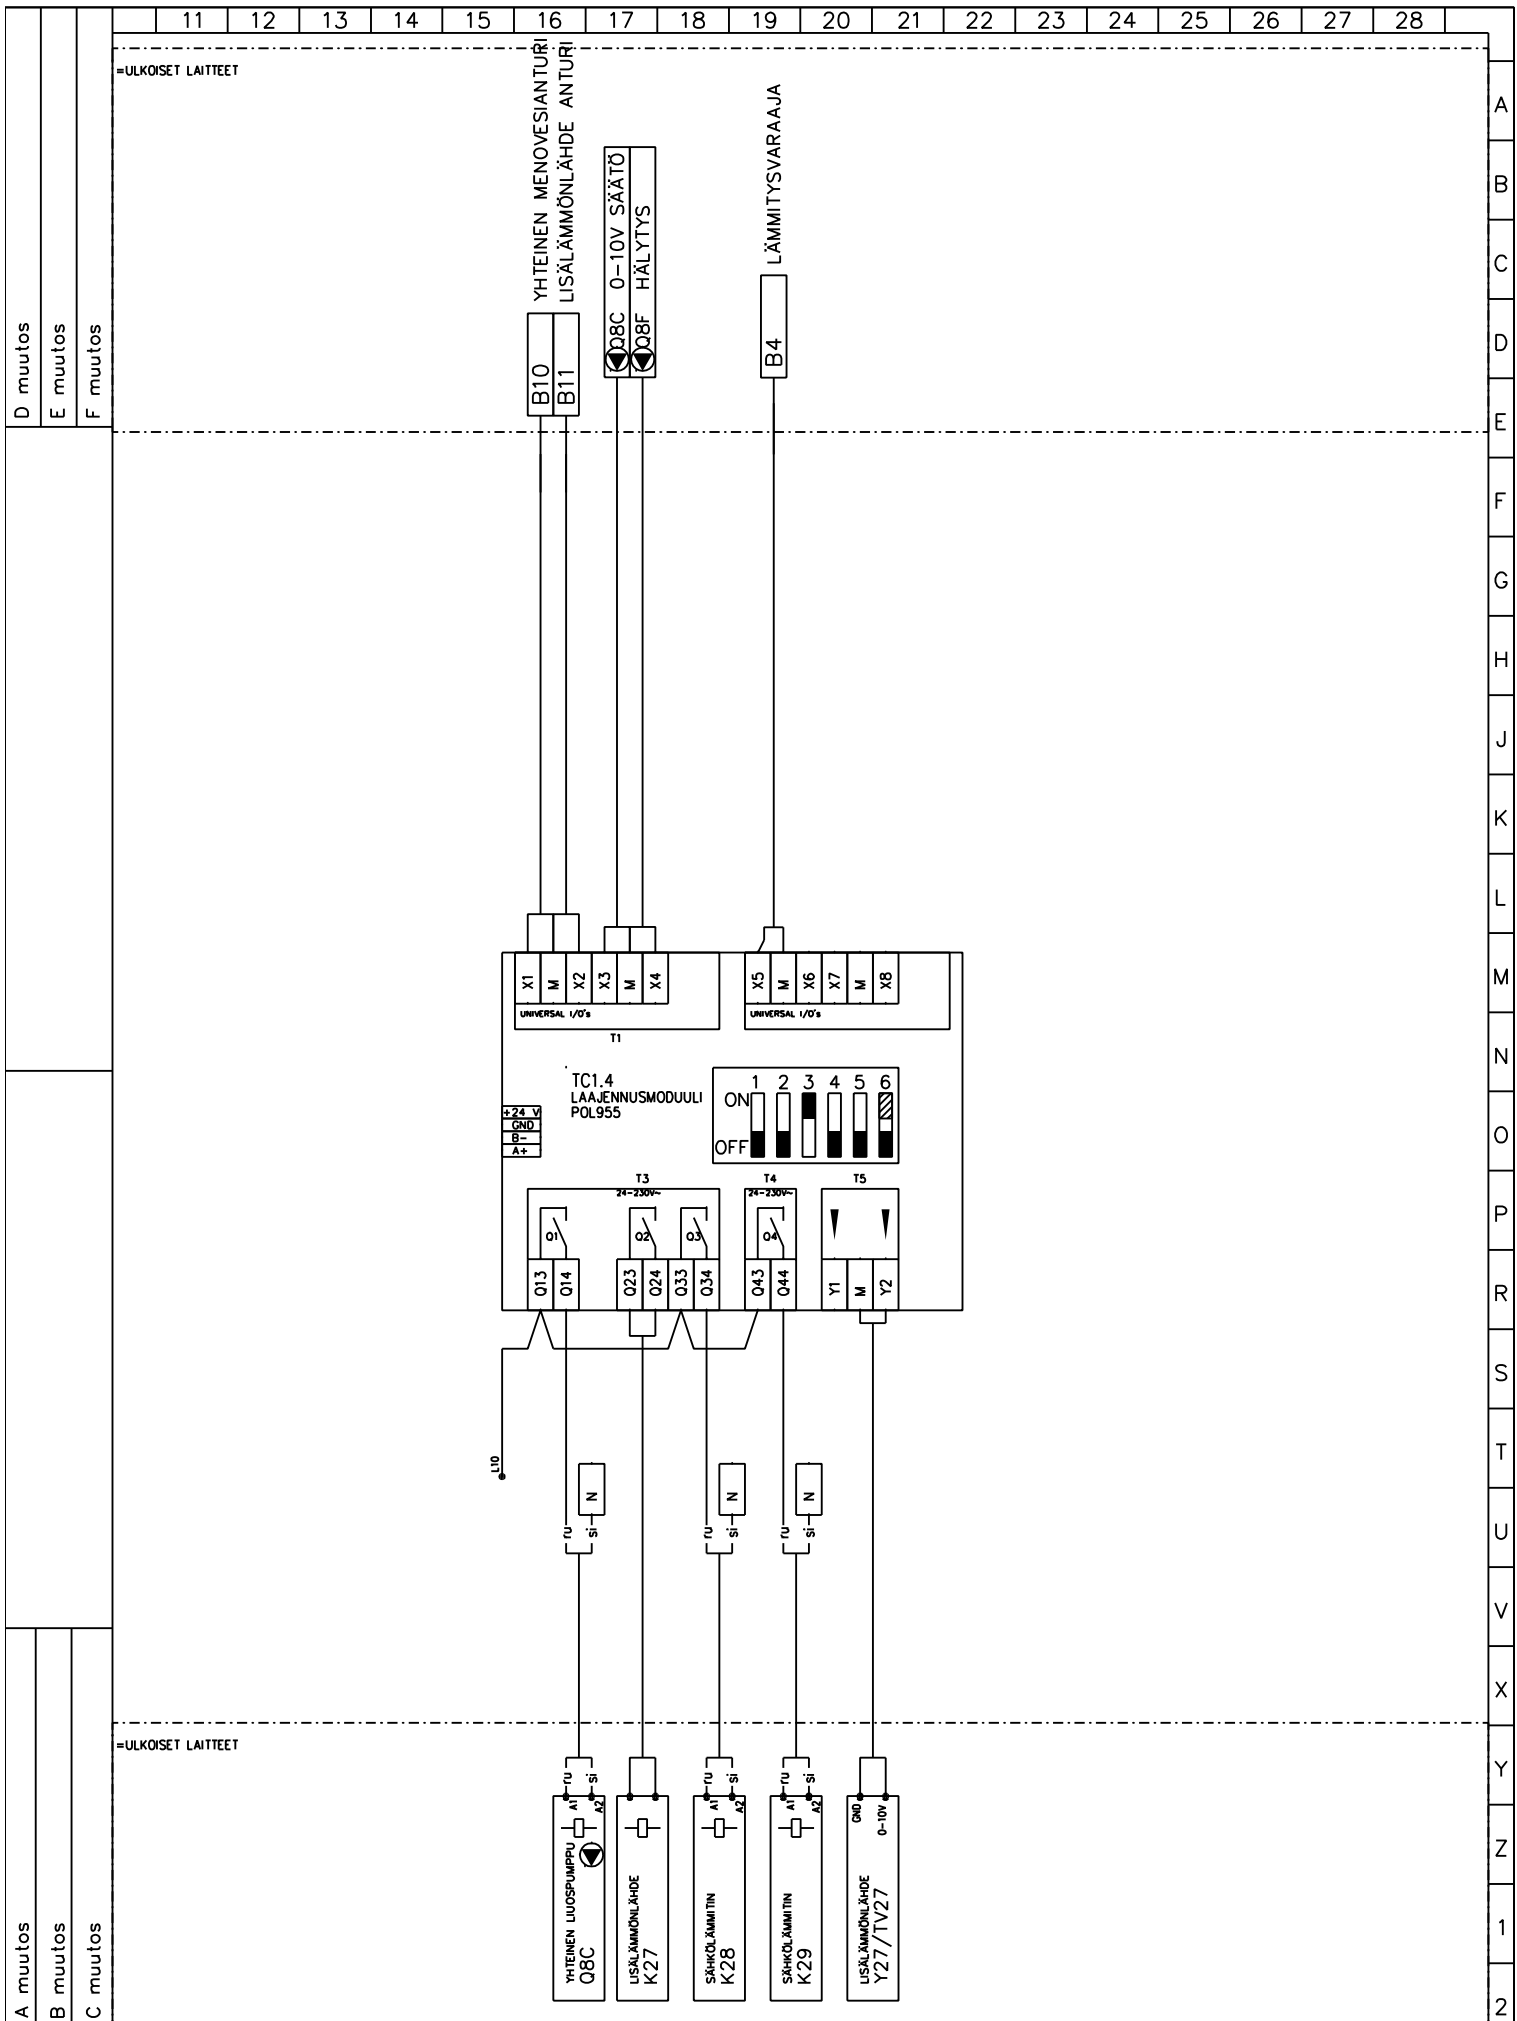 11 12 13 14 15 16 17 18 19 20 21 22 23 24 25 26 27 28
A
B
C
D
E
F
G
H
J
K
L
M
N
O
P
R
S
T
U
V
X
Y
Z
1
2
D muutos
E muutos
F muutos
A muutos
B muutos
C muutos
=ULKOISET LAITTEET
B10 YHTEINEN MENOVESIANTURI
B11 LISÄLÄMMÖNLÄHDE ANTURI
Q8C 0-10V SÄÄTÖ
Q8F HÄLYTYS
B4 LÄMMITYSVARAAJA
X1 M X2 X3 M X4
UNIVERSAL I/O's
T1
X5 M X6 X7 M X8
UNIVERSAL I/O's
TC1.4
LAAJENNUSMODUULI
POL955
+24 V
GND
B-
A+
1 2 3 4 5 6
ON
OFF
T3
24-230V~
T4
24-230V~
T5
Q1 Q2 Q3 Q4
Q13 Q14 Q23 Q24 Q33 Q34 Q43 Q44 Y1 M Y2
L10
N N N
ru si ru si ru si
=ULKOISET LAITTEET
ru si ru si ru si
A1 A2 A1 A2 A1 A2 GND 0-10V
YHTEINEN LIUOSPUMPPU
Q8C
LISÄLÄMMÖNLÄHDE
K27
SÄHKÖLÄMMITIN
K28
SÄHKÖLÄMMITIN
K29
LISÄLÄMMÖNLÄHDE
Y27/TV27